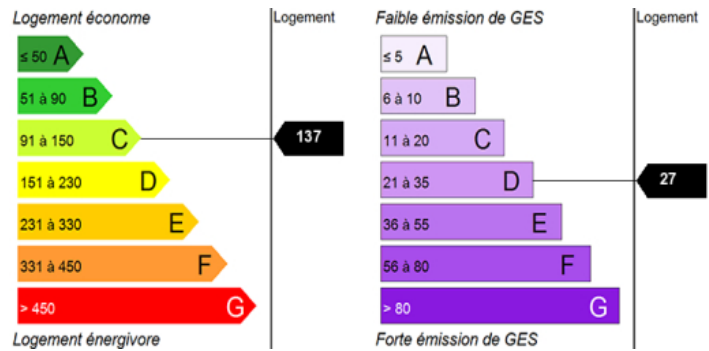 Logement économe
Logement
≤ 50 A
51 à 90 B
91 à 150 C
137
151 à 230 D
231 à 330 E
331 à 450 F
> 450 G
Logement énergivore
Faible émission de GES
Logement
≤ 5 A
6 à 10 B
11 à 20 C
21 à 35 D
27
36 à 55 E
56 à 80 F
> 80 G
Forte émission de GES